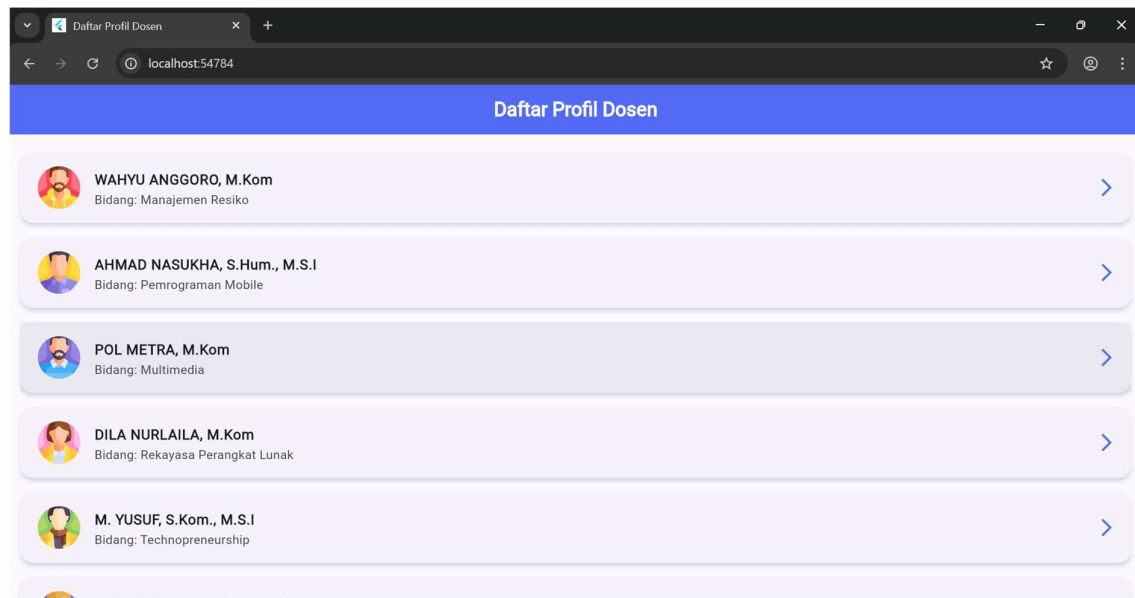 Daftar Profil Dosen
localhost:54784
Daftar Profil Dosen
WAHYU ANGGORO, M.Kom
Bidang: Manajemen Resiko
AHMAD NASUKHA, S.Hum., M.S.I
Bidang: Pemrograman Mobile
POL METRA, M.Kom
Bidang: Multimedia
DILA NURLAILA, M.Kom
Bidang: Rekayasa Perangkat Lunak
M. YUSUF, S.Kom., M.S.I
Bidang: Technopreneurship